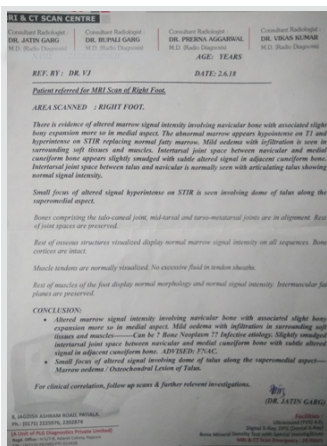 RI & CT SCAN CENTRE
Consultant Radiologist : Consultant Radiologist : Consultant Radiologist : Consultant Radiologist :
DR. JATIN GARG DR. RUPALI GARG DR. PRERNA AGGARWAL DR. VIKAS KUMAR
M.D. (Radio Diagnosis) M.D. (Radio Diagnosis) M.D. (Radio Diagnosis) M.D. (Radio Diagnosis)
AGE: YEARS
REF. BY : DR. VJ DATE: 2.6.18
Patient referred for MRI Scan of Right Foot.
AREA SCANNED : RIGHT FOOT.
There is evidence of altered marrow signal intensity involving navicular bone with associated slight
bony expansion more so in medial aspect. The abnormal marrow appears hypointense on T1 and
hyperintense on STIR replacing normal fatty marrow. Mild oedema with infiltration is seen in
surrounding soft tissues and muscles. Intertarsal joint space between navicular and medial
cuneiform bone appears slightly smudged with subtle altered signal in adjacent cuneiform bone.
Intertarsal joint space between talus and navicular is normally seen with articulating talus showing
normal signal intensity.
Small focus of altered signal hyperintense on STIR is seen involving dome of talus along the
superomedial aspect.
Bones comprising the talo-caneal joint, mid-tarsal and tarso-metatarsal joints are in alignment. Rest
of joint spaces are preserved.
Rest of osseous structures visualized display normal marrow signal intensity on all sequences. Bone
cortices are intact.
Muscle tendons are normally visualized. No excessive fluid in tendon sheaths.
Rest of muscles of the foot display normal morphology and normal signal intensity. Intermuscular fat
planes are preserved.
CONCLUSION:
• Altered marrow signal intensity involving navicular bone with associated slight bony
expansion more so in medial aspect. Mild oedema with infiltration in surrounding soft
tissues and muscles------Can be ? Bone Neoplasm ?? Infective etiology. Slightly smudged
intertarsal joint space between navicular and medial cuneiform bone with subtle altered
signal in adjacent cuneiform bone. ADVISED: FNAC.
• Small focus of altered signal involving dome of talus along the superomedial aspect----
Marrow oedema / Osteochondral Lesion of Talus.
For clinical correlation, follow up scans & further relevant investigations.
(DR. JATIN GARG)
8, JAGDISH ASHRAM ROAD, PATIALA.
Ph.: (0175)